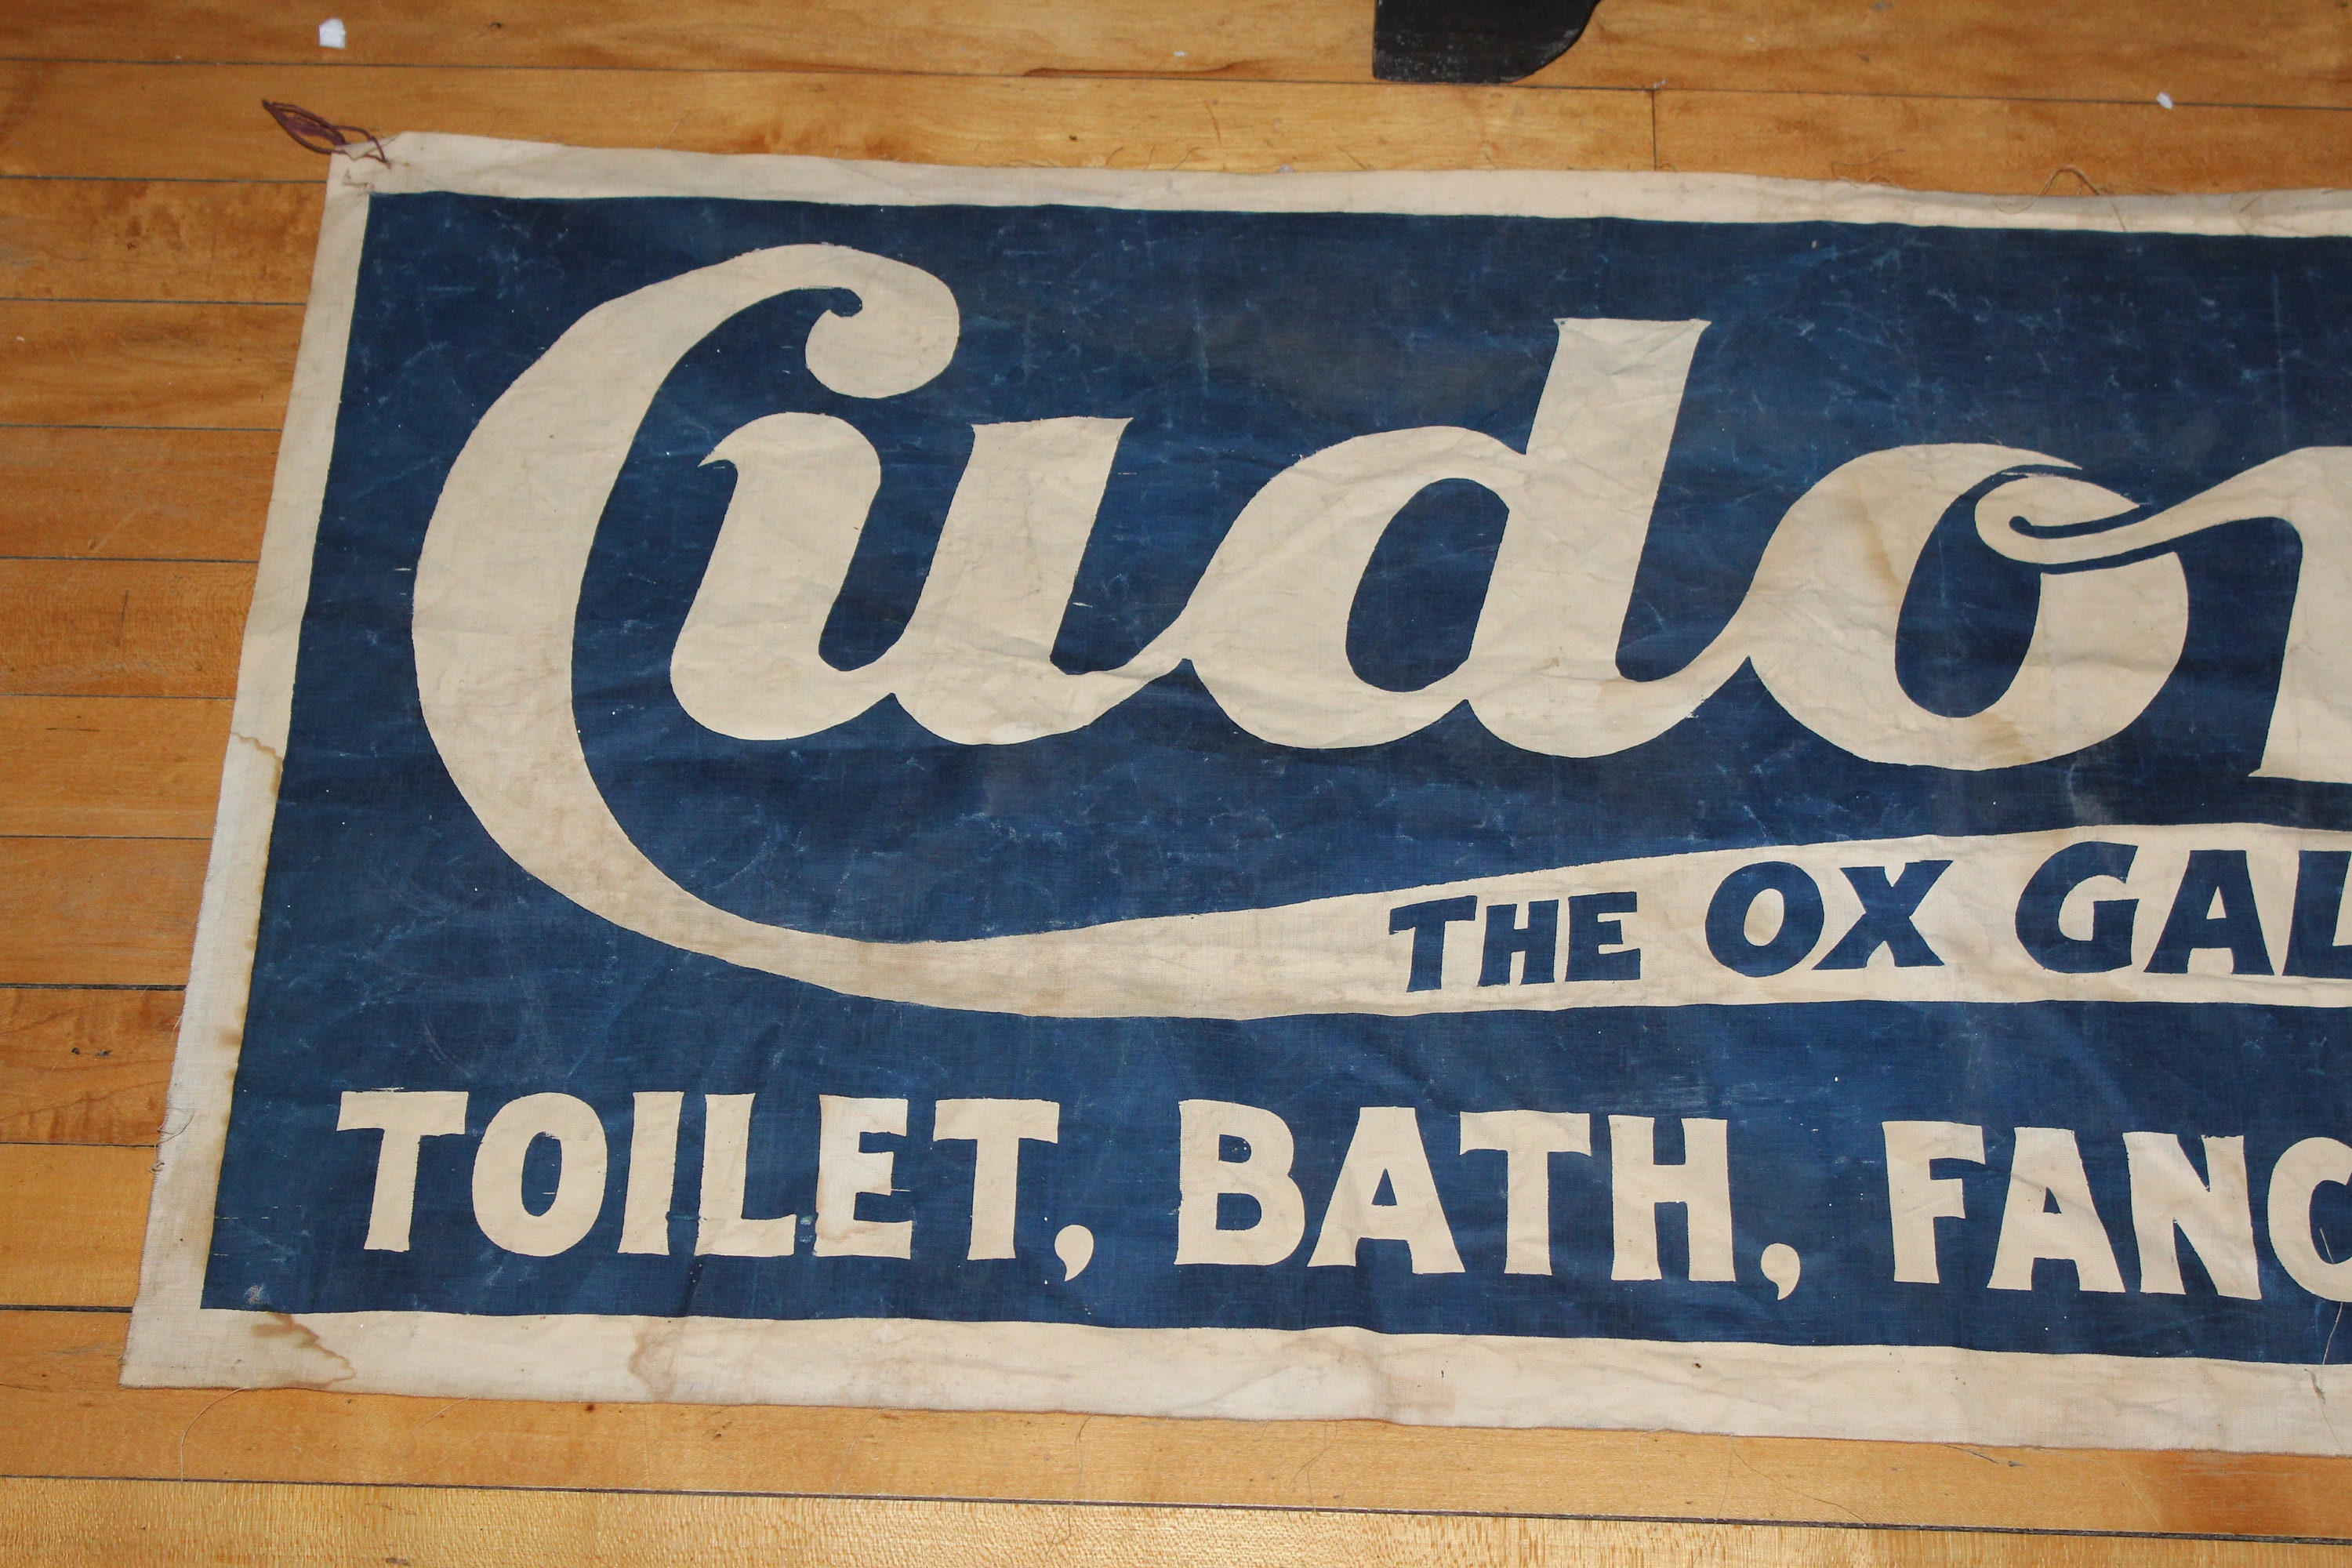 Cudo
THE OX GAL
TOILET, BATH, FANC